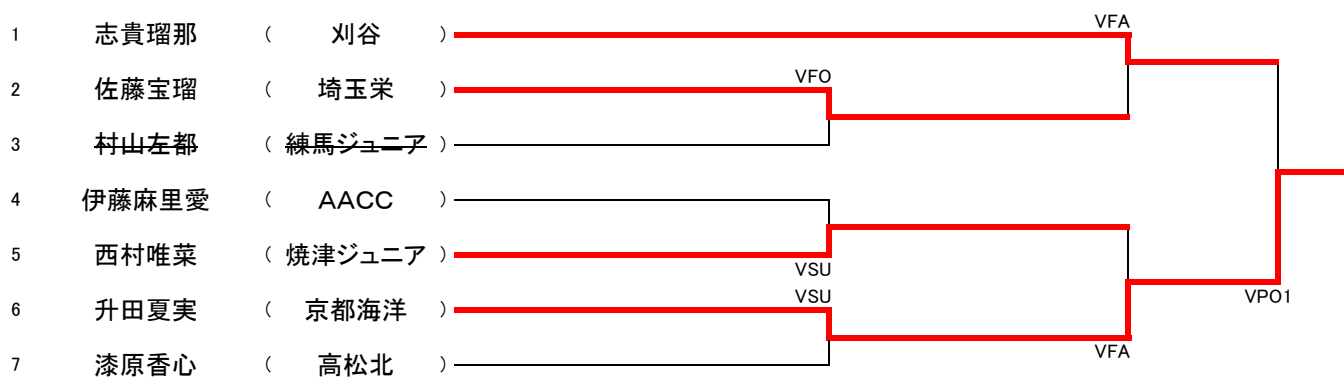 VFA
1 志貴瑠那 ( 刈谷 )
VFO
2 佐藤宝瑠 ( 埼玉栄 )
3 村山左都 ( 練馬ジュニア )
4 伊藤麻里愛 ( AACC )
5 西村唯菜 ( 焼津ジュニア )
VSU
VSU
VPO1
6 升田夏実 ( 京都海洋 )
VFA
7 漆原香心 ( 高松北 )